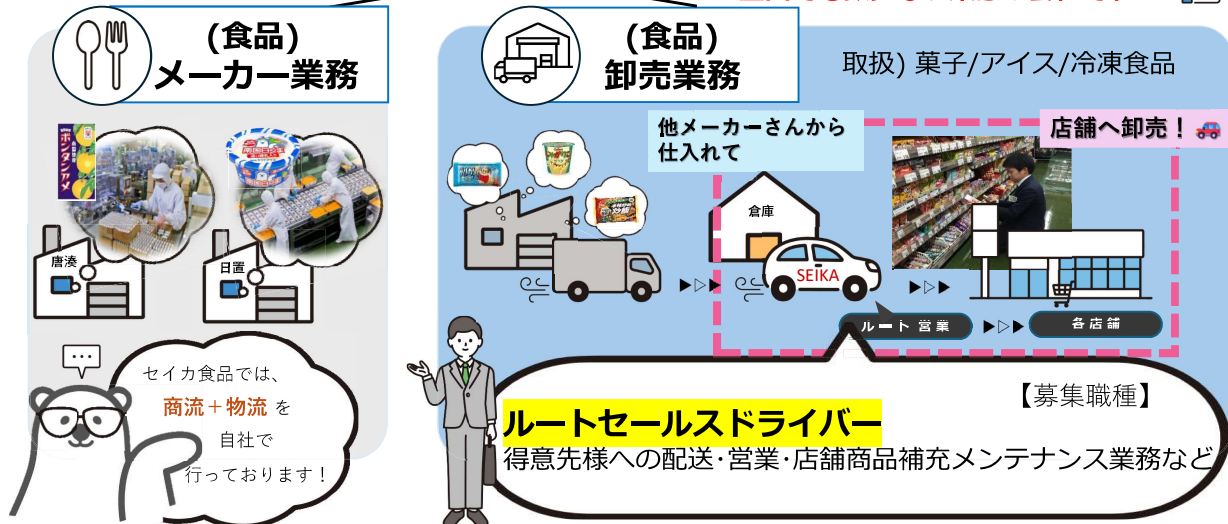 (食品)
メーカー業務
唐湊
日置
セイカ食品では、
商流＋物流 を
自社で
行っております！
(食品)
卸売業務
取扱) 菓子/アイス/冷凍食品
他メーカーさんから
仕入れて
店舗へ卸売！
倉庫
SEIKA
ルート営業
各店舗
【募集職種】
ルートセールスドライバー
得意先様への配送・営業・店舗商品補充メンテナンス業務など
ボンタンアメ
南国白くま